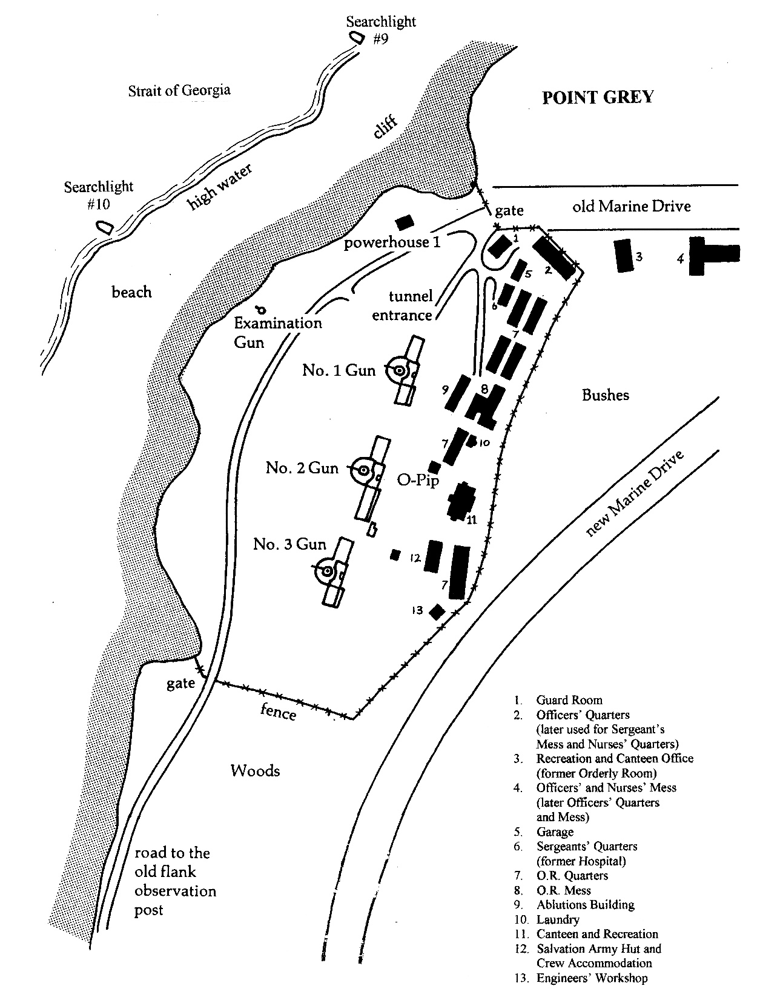 Searchlight
#9
Strait of Georgia
POINT GREY
cliff
Searchlight
#10
high water
gate
old Marine Drive
powerhouse 1
1
2
3
4
5
beach
tunnel
entrance
6
Examination
Gun
7
No. 1 Gun
9
8
Bushes
7
10
No. 2 Gun
O-Pip
new Marine Drive
11
No. 3 Gun
12
7
13
gate
fence
Woods
road to the
old flank
observation
post
1. Guard Room
2. Officers' Quarters
(later used for Sergeant's
Mess and Nurses' Quarters)
3. Recreation and Canteen Office
(former Orderly Room)
4. Officers' and Nurses' Mess
(later Officers' Quarters
and Mess)
5. Garage
6. Sergeants' Quarters
(former Hospital)
7. O.R. Quarters
8. O.R. Mess
9. Ablutions Building
10. Laundry
11. Canteen and Recreation
12. Salvation Army Hut and
Crew Accommodation
13. Engineers' Workshop